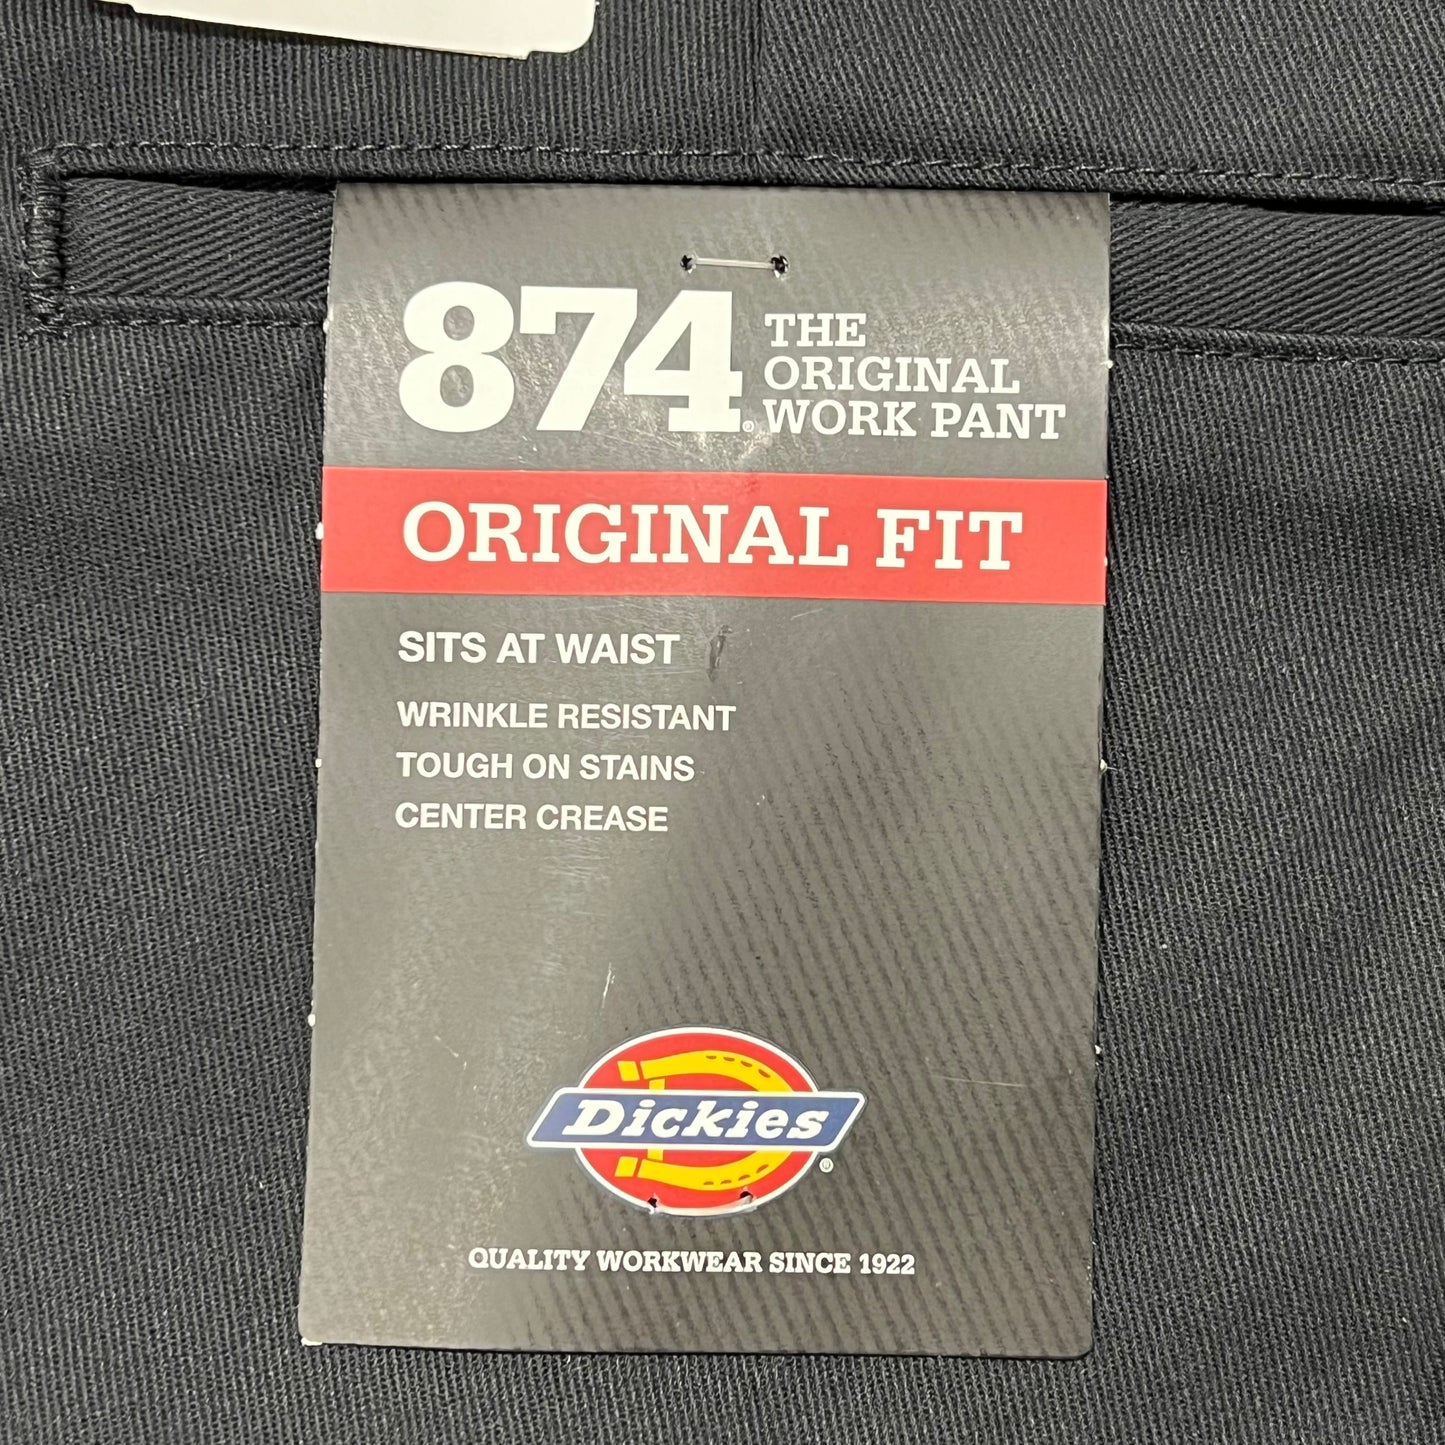 874®
THE
ORIGINAL
WORK PANT
ORIGINAL FIT
SITS AT WAIST
WRINKLE RESISTANT
TOUGH ON STAINS
CENTER CREASE
Dickies®
QUALITY WORKWEAR SINCE 1922